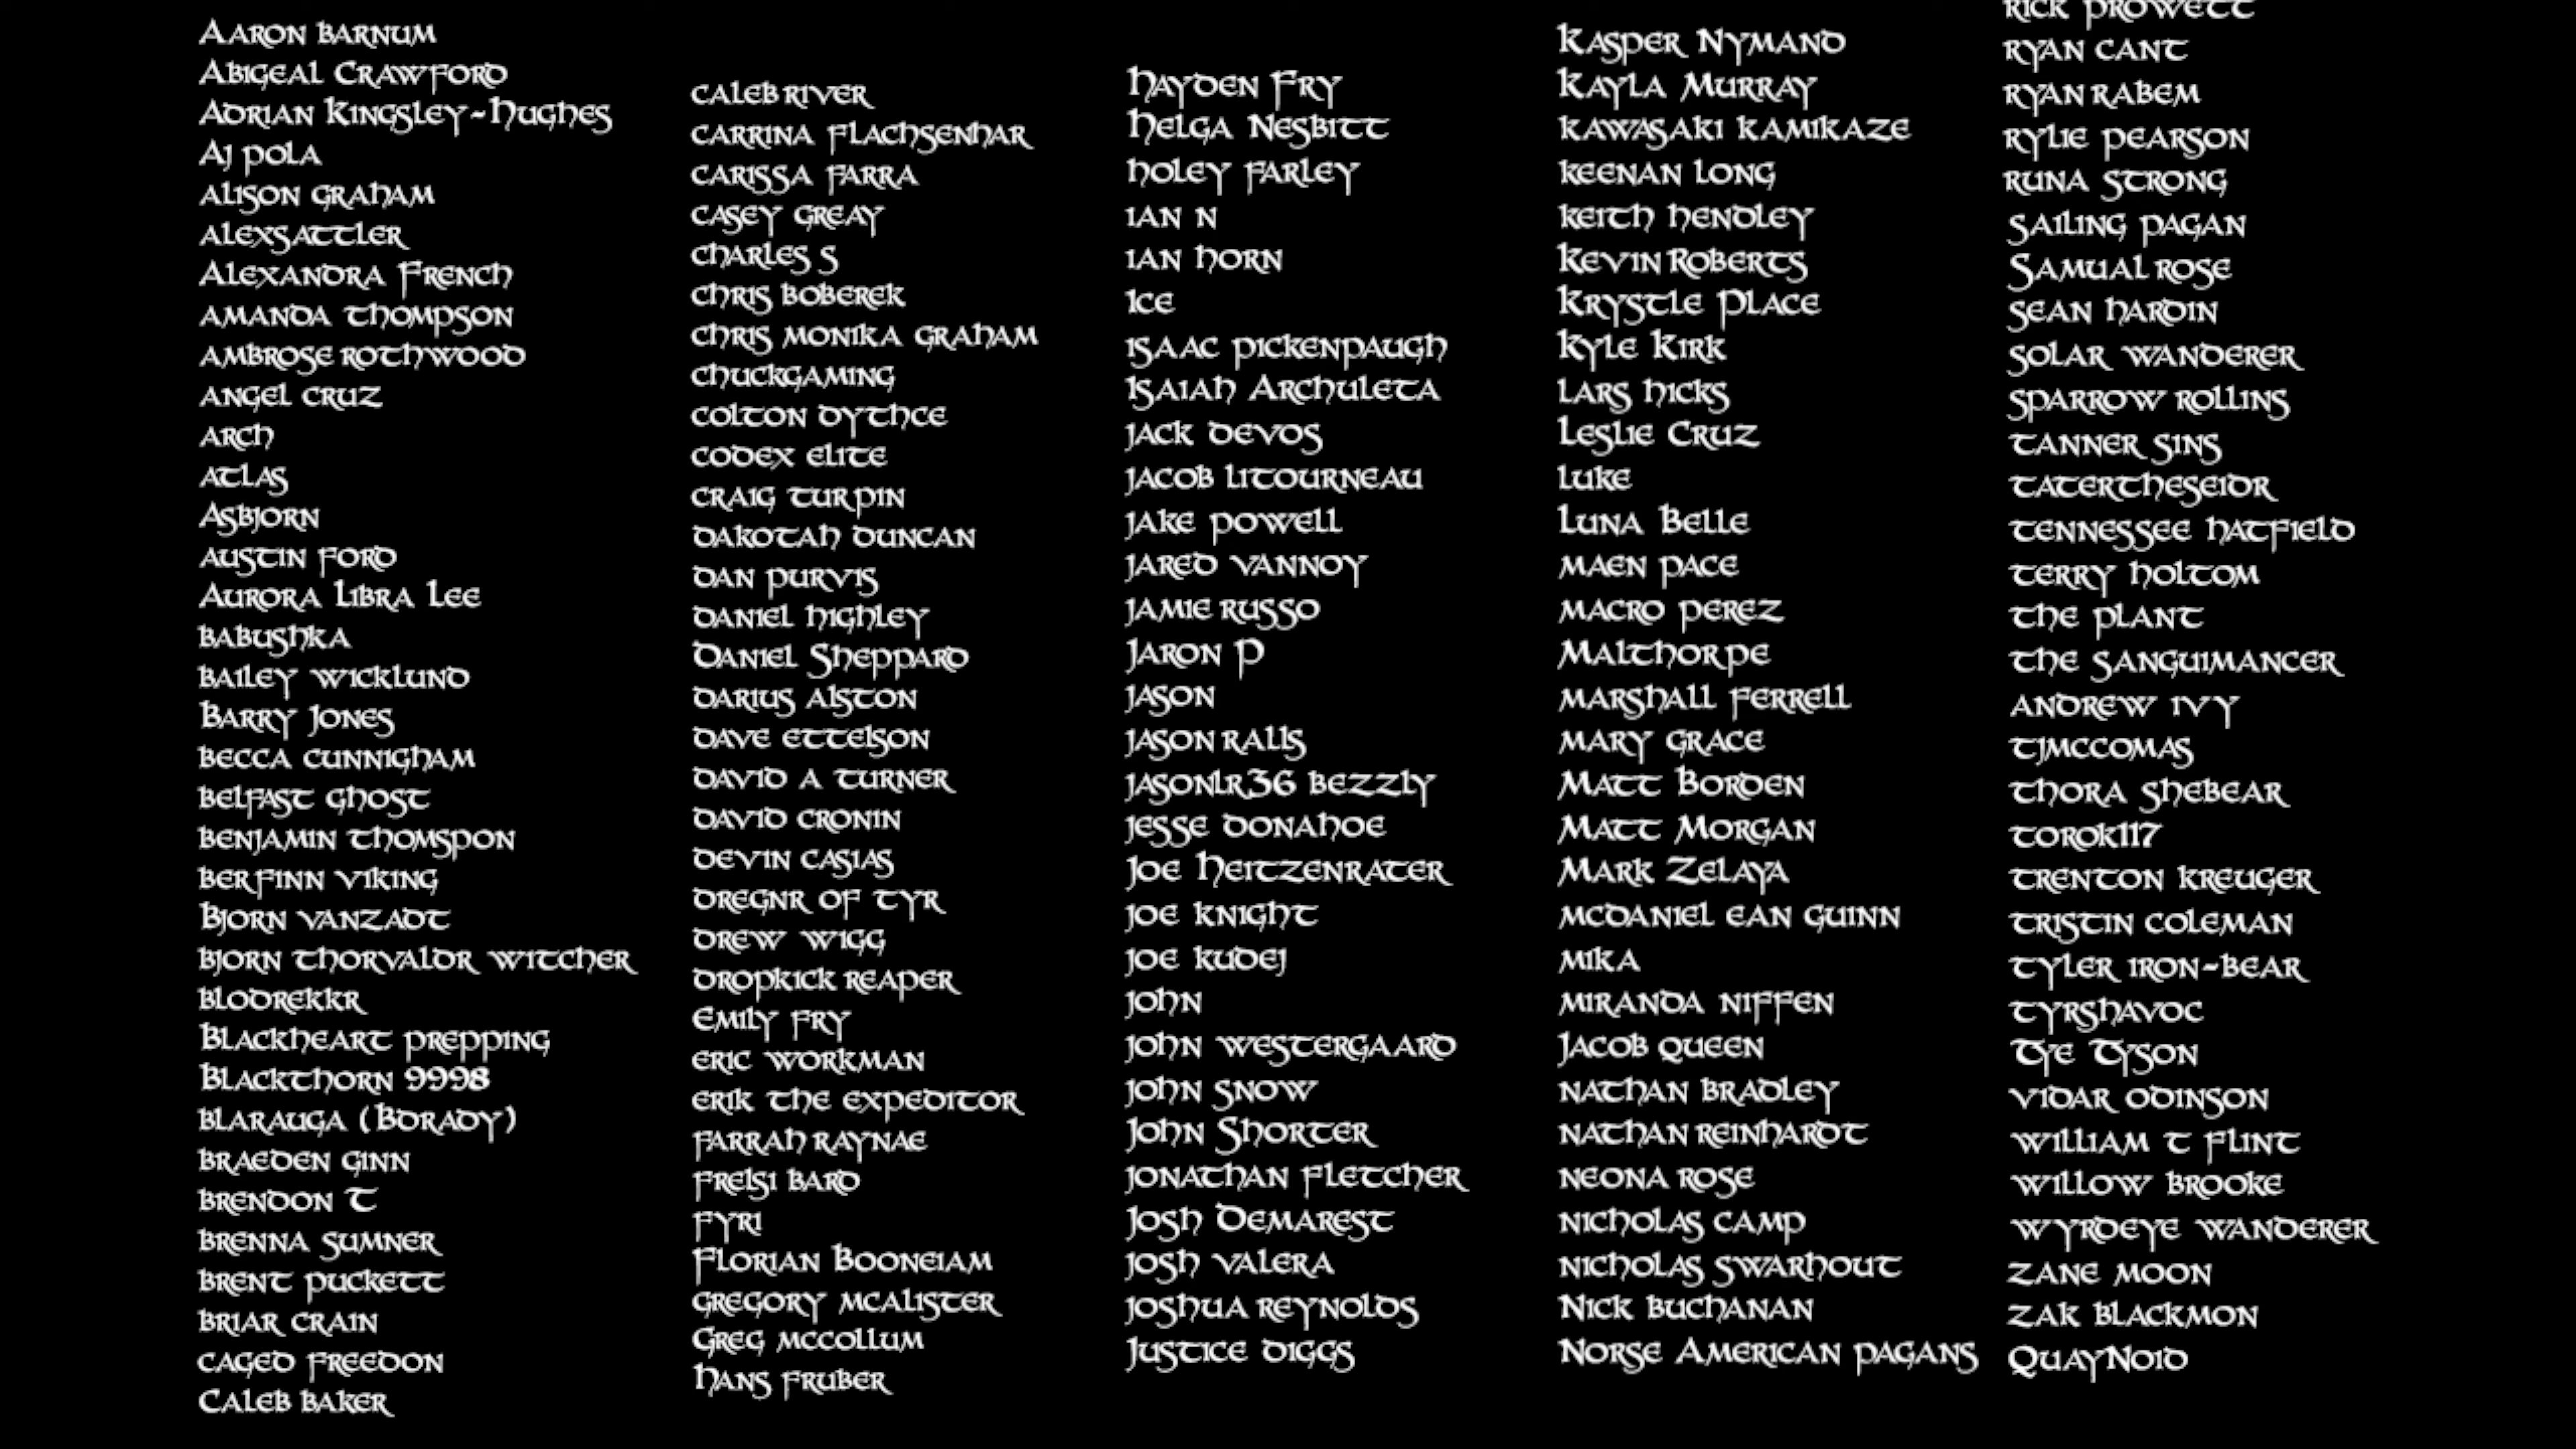 Aaron barnum
Abigeal Crawford
Adrian Kingsley-Hughes
Aj pola
alison graham
alexsattler
Alexandra French
amanda thompson
ambrose rothwood
angel cruz
arch
atlas
Asbjorn
austin ford
Aurora Libra Lee
babushka
bailey wicklund
Barry Jones
becca cunnigham
belfast ghost
benjamin thomspon
berfinn viking
Bjorn vanzadt
bjorn thorvaldr witcher
blodrekkr
Blackheart prepping
Blackthorn 9998
blarauga (Bdrady)
braeden ginn
brendon T
brenna sumner
brent puckett
briar crain
caged freedon
Caleb baker
caleb river
carrina flachsenhar
carissa farra
casey greay
charles s
chris boberek
chris monika graham
chuckgaming
colton dythce
codex elite
craig turpin
dakotah duncan
dan purvis
daniel highley
Daniel Sheppard
darius alston
dave ettelson
david a turner
david cronin
devin casias
dregnr of tyr
drew wigg
dropkick reaper
Emily fry
eric workman
erik the expeditor
farrah raynae
frelsi bard
fyri
Florian Booneiam
gregory mcalister
Greg mccollum
hans fruber
Hayden Fry
Helga Nesbitt
holey farley
ian n
ian horn
Ice
isaac pickenpaugh
Isaiah Archuleta
jack devos
jacob litourneau
jake powell
jared vannoy
jamie russo
Jaron P
jason
jason ralls
jasonlr36 bezzly
jesse donahoe
Joe Heitzenrater
joe knight
joe kudej
john
john westergaard
john snow
John Shorter
jonathan fletcher
Josh Demarest
josh valera
joshua reynolds
Justice diggs
Kasper Nymand
Kayla Murray
kawasaki kamikaze
keenan long
keith hendley
Kevin Roberts
Krystle Place
Kyle Kirk
lars hicks
Leslie Cruz
luke
Luna Belle
maen pace
macro perez
Malthorpe
marshall ferrell
mary grace
Matt Borden
Matt Morgan
Mark Zelaya
mcdaniel ean guinn
mika
miranda niffen
Jacob queen
nathan bradley
nathan reinhardt
neona rose
nicholas camp
nicholas swarhout
Nick buchanan
Norse American pagans
rick prowett
ryan cant
ryan rabem
rylie pearson
runa strong
sailing pagan
Samual rose
sean hardin
solar wanderer
sparrow rollins
tanner sins
tatertheseidr
tennessee hatfield
terry holtom
the plant
the sanguimancer
andrew ivy
tjmccomas
thora shebear
torok117
trenton kreuger
tristin coleman
tyler iron-bear
tyrshavoc
Tye Tyson
vidar odinson
william t flint
willow brooke
wyrdeye wanderer
zane moon
zak blackmon
QuayNoid